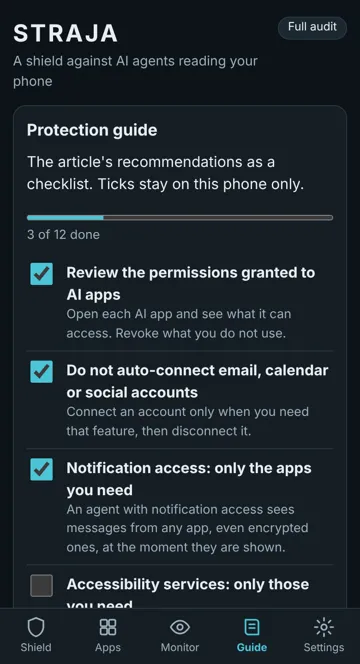 STRAJA
Full audit
A shield against AI agents reading your
phone
Protection guide
The article's recommendations as a
checklist. Ticks stay on this phone only.
3 of 12 done
Review the permissions granted to
AI apps
Open each AI app and see what it can
access. Revoke what you do not use.
Do not auto-connect email, calendar
or social accounts
Connect an account only when you need
that feature, then disconnect it.
Notification access: only the apps
you need
An agent with notification access sees
messages from any app, even encrypted
ones, at the moment they are shown.
Accessibility services: only those
you need
Shield
Apps
Monitor
Guide
Settings